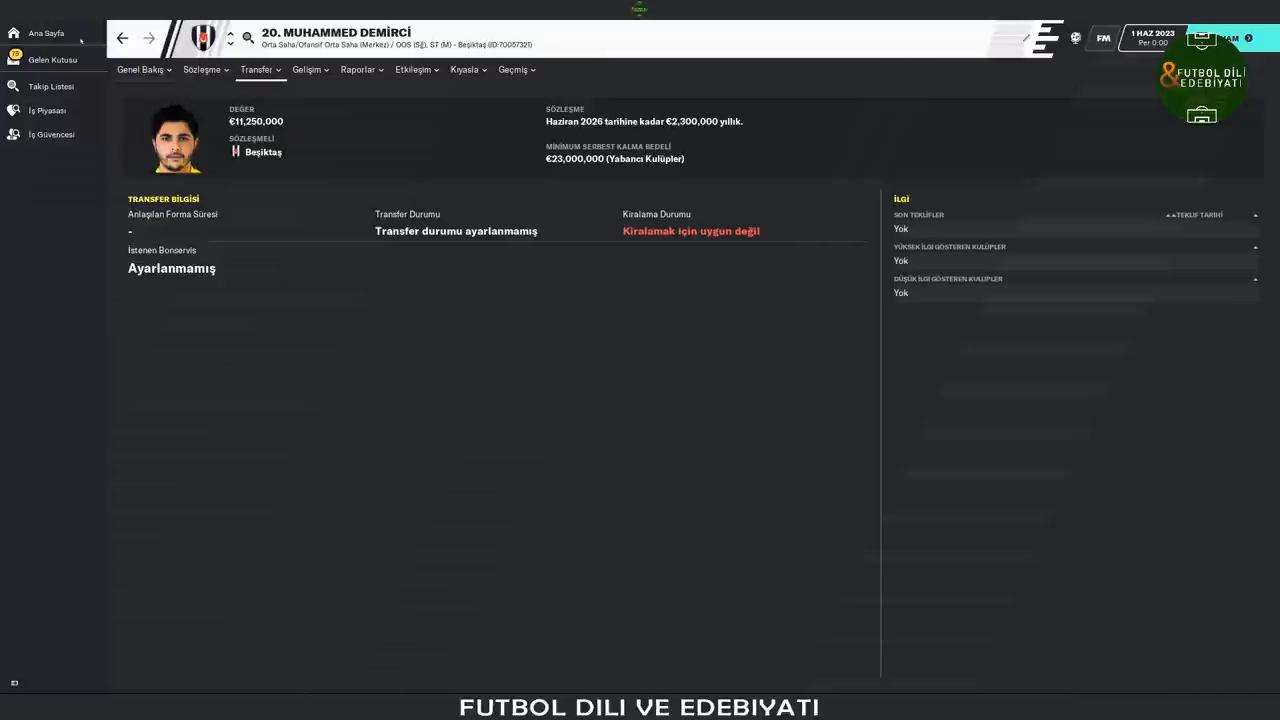 Ana Sayfa
75
Gelen Kutusu
Takip Listesi
İş Piyasası
İş Güvencesi
20. MUHAMMED DEMİRCİ
Orta Saha/Ofansif Orta Saha (Merkez) / OOS (Sğ), ST (M) - Beşiktaş (ID:70057321)
FM
1 HAZ 2023
Per 0:00
FUTBOL DİLİ
& EDEBİYATI
Genel Bakış
Sözleşme
Transfer
Gelişim
Raporlar
Etkileşim
Kıyasla
Geçmiş
DEĞER
€11,250,000
SÖZLEŞMELİ
Beşiktaş
SÖZLEŞME
Haziran 2026 tarihine kadar €2,300,000 yıllık.
MİNİMUM SERBEST KALMA BEDELİ
€23,000,000 (Yabancı Kulüpler)
TRANSFER BİLGİSİ
Anlaşılan Forma Süresi
-
Transfer Durumu
Transfer durumu ayarlanmamış
Kiralama Durumu
Kiralamak için uygun değil
İstenen Bonservis
Ayarlanmamış
İLGİ
SON TEKLİFLER
TEKLİF TARİHİ
Yok
YÜKSEK İLGİ GÖSTEREN KULÜPLER
Yok
DÜŞÜK İLGİ GÖSTEREN KULÜPLER
Yok
FUTBOL DILI VE EDEBIYATI